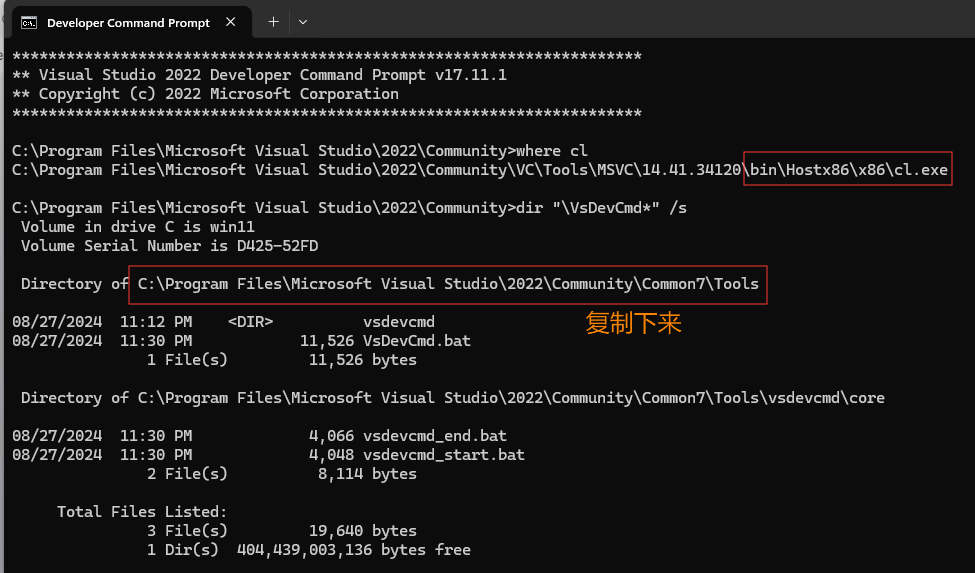 Developer Command Prompt
**********************************************************************
** Visual Studio 2022 Developer Command Prompt v17.11.1
** Copyright (c) 2022 Microsoft Corporation
**********************************************************************
C:\Program Files\Microsoft Visual Studio\2022\Community>where cl
C:\Program Files\Microsoft Visual Studio\2022\Community\VC\Tools\MSVC\14.41.34120\bin\Hostx86\x86\cl.exe
C:\Program Files\Microsoft Visual Studio\2022\Community>dir "\VsDevCmd*" /s
Volume in drive C is win11
Volume Serial Number is D425-52FD
Directory of C:\Program Files\Microsoft Visual Studio\2022\Community\Common7\Tools
08/27/2024  11:12 PM    <DIR>          vsdevcmd
复制下来
08/27/2024  11:30 PM            11,526 VsDevCmd.bat
1 File(s)         11,526 bytes
Directory of C:\Program Files\Microsoft Visual Studio\2022\Community\Common7\Tools\vsdevcmd\core
08/27/2024  11:30 PM             4,066 vsdevcmd_end.bat
08/27/2024  11:30 PM             4,048 vsdevcmd_start.bat
2 File(s)          8,114 bytes
Total Files Listed:
3 File(s)         19,640 bytes
1 Dir(s)  404,439,003,136 bytes free